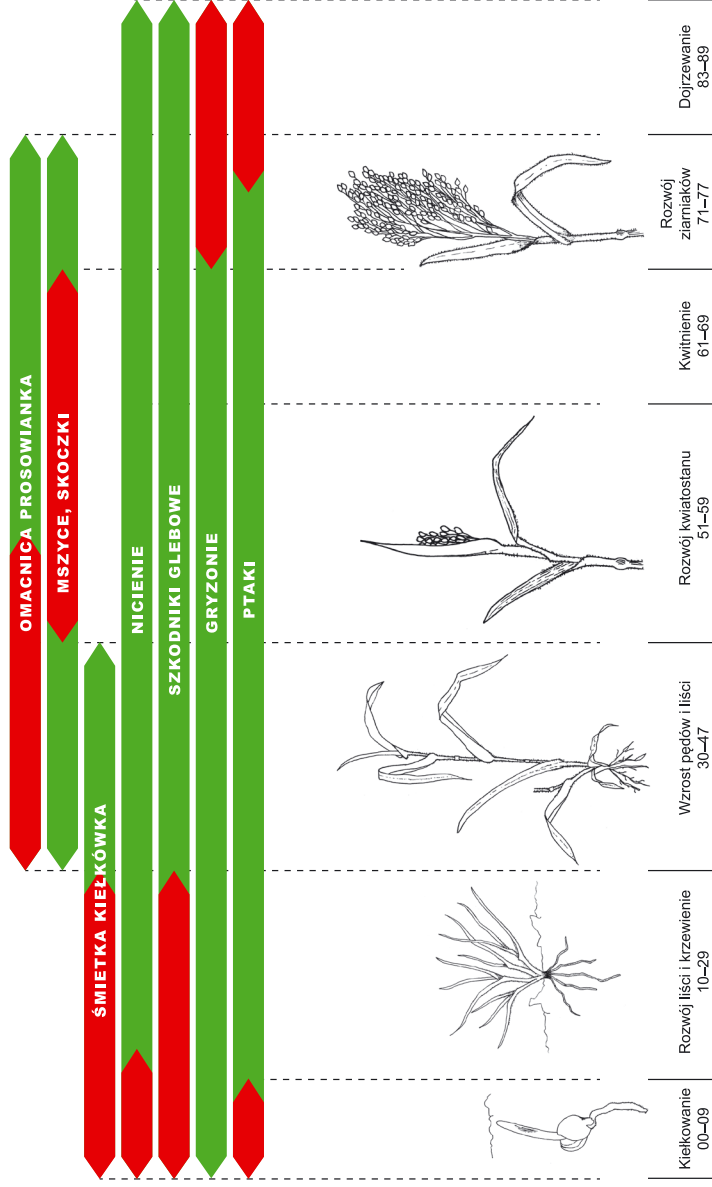 OMACNICA PROSOWIANKA
MSZYCE, SKOCZKI
ŚMIETKA KIEŁKÓWKA
NICIENIE
SZKODNIKI GLEBOWE
GRYZONIE
PTAKI
Kiełkowanie
00–09
Rozwój liści i krzewienie
10–29
Wzrost pędów i liści
30–47
Rozwój kwiatostanu
51–59
Kwitnienie
61–69
Rozwój
ziarniaków
71–77
Dojrzewanie
83–89